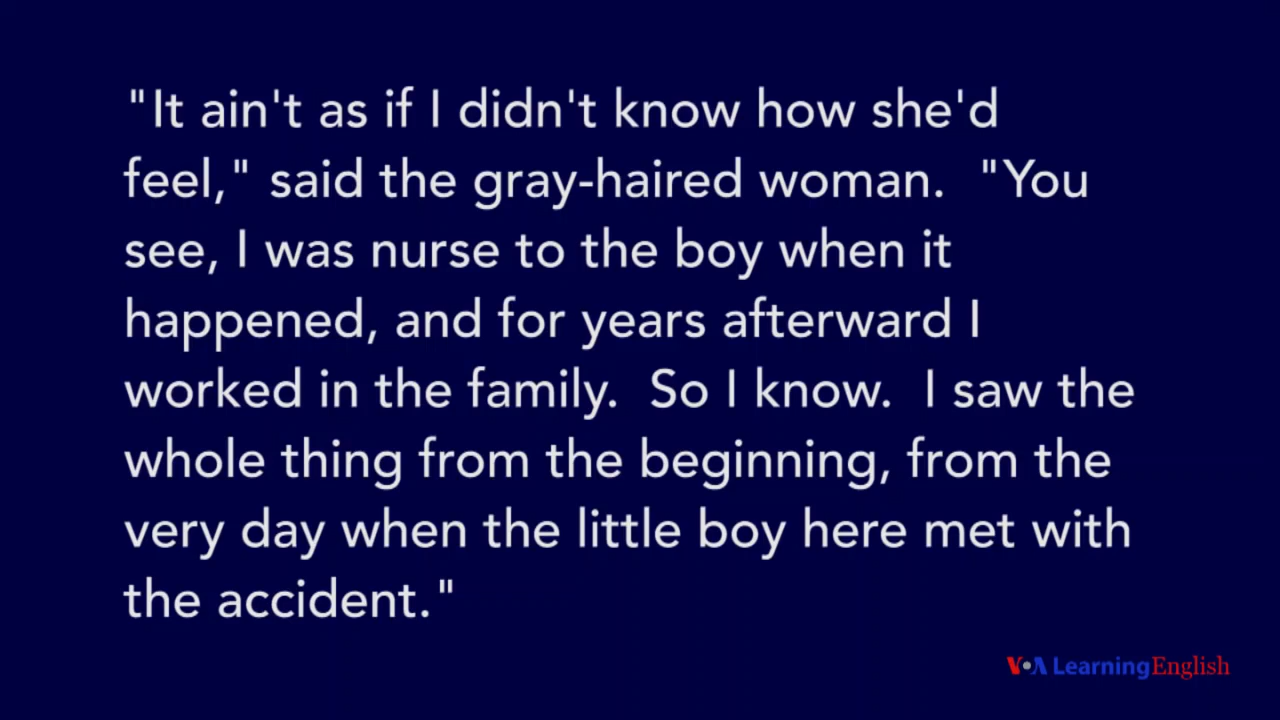 "It ain't as if I didn't know how she'd
feel," said the gray-haired woman.  "You
see, I was nurse to the boy when it
happened, and for years afterward I
worked in the family.  So I know.  I saw the
whole thing from the beginning, from the
very day when the little boy here met with
the accident."
VOA LearningEnglish